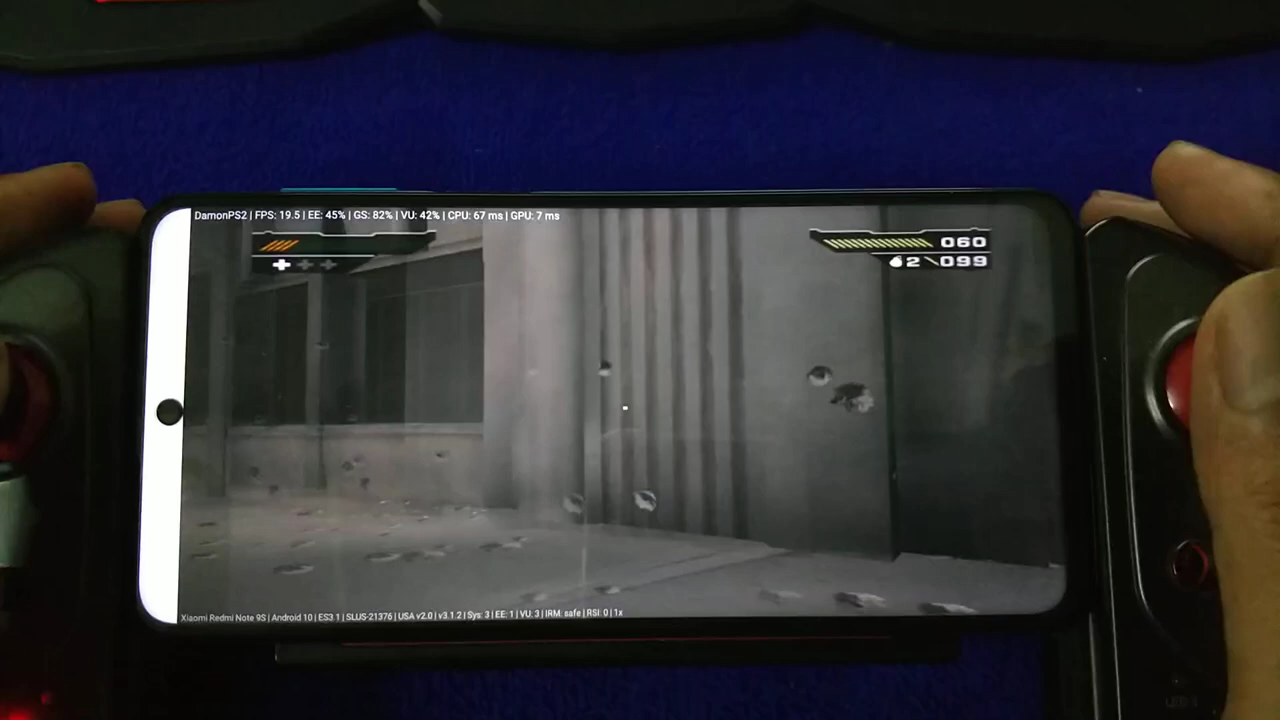 DamonPS2 | FPS: 19.5 | EE: 45% | GS: 82% | VU: 42% | CPU: 67 ms | GPU: 7 ms
060
2 099
Xiaomi Redmi Note 9S | Android 10 | ES3.1 | SLUS-21376 | USA v2.0 | v3.1.2 | Sys: 3 | EE: 1 | VU: 3 | IRM: safe | RSI: 0 | 1x